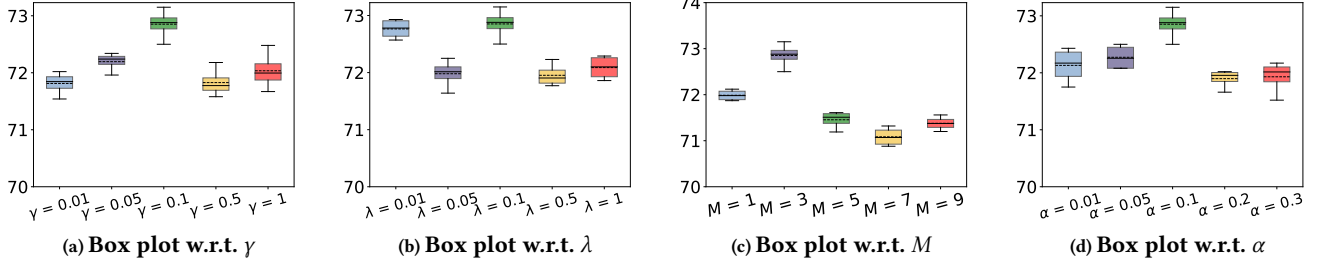 73
72
71
70
γ = 0.01 γ = 0.05 γ = 0.1 γ = 0.5 γ = 1
(a) Box plot w.r.t. γ
73
72
71
70
λ = 0.01 λ = 0.05 λ = 0.1 λ = 0.5 λ = 1
(b) Box plot w.r.t. λ
74
73
72
71
70
M = 1 M = 3 M = 5 M = 7 M = 9
(c) Box plot w.r.t. M
73
72
71
70
α = 0.01 α = 0.05 α = 0.1 α = 0.2 α = 0.3
(d) Box plot w.r.t. α